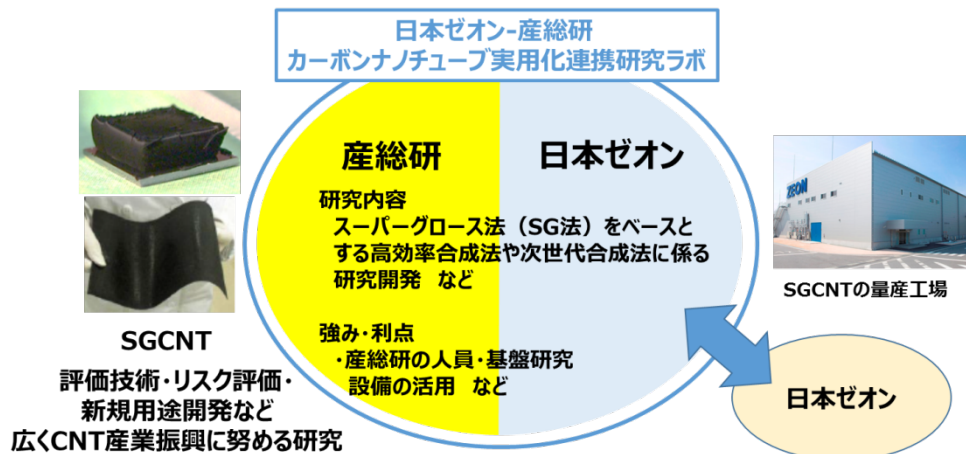 日本ゼオン-産総研
カーボンナノチューブ実用化連携研究ラボ
産総研
日本ゼオン
研究内容
スーパーグロース法（SG法）をベースと
する高効率合成法や次世代合成法に係る
研究開発 など
強み・利点
・産総研の人員・基盤研究
設備の活用 など
SGCNT
評価技術・リスク評価・
新規用途開発など
広くCNT産業振興に努める研究
ZEON
SGCNTの量産工場
日本ゼオン